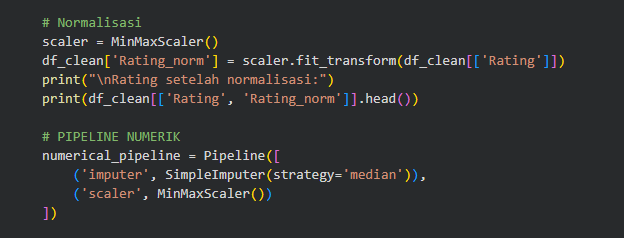 # Normalisasi
scaler = MinMaxScaler()
df_clean['Rating_norm'] = scaler.fit_transform(df_clean[['Rating']])
print("\nRating setelah normalisasi:")
print(df_clean[['Rating', 'Rating_norm']].head())

# PIPELINE NUMERIK
numerical_pipeline = Pipeline([
    ('imputer', SimpleImputer(strategy='median')),
    ('scaler', MinMaxScaler())
])